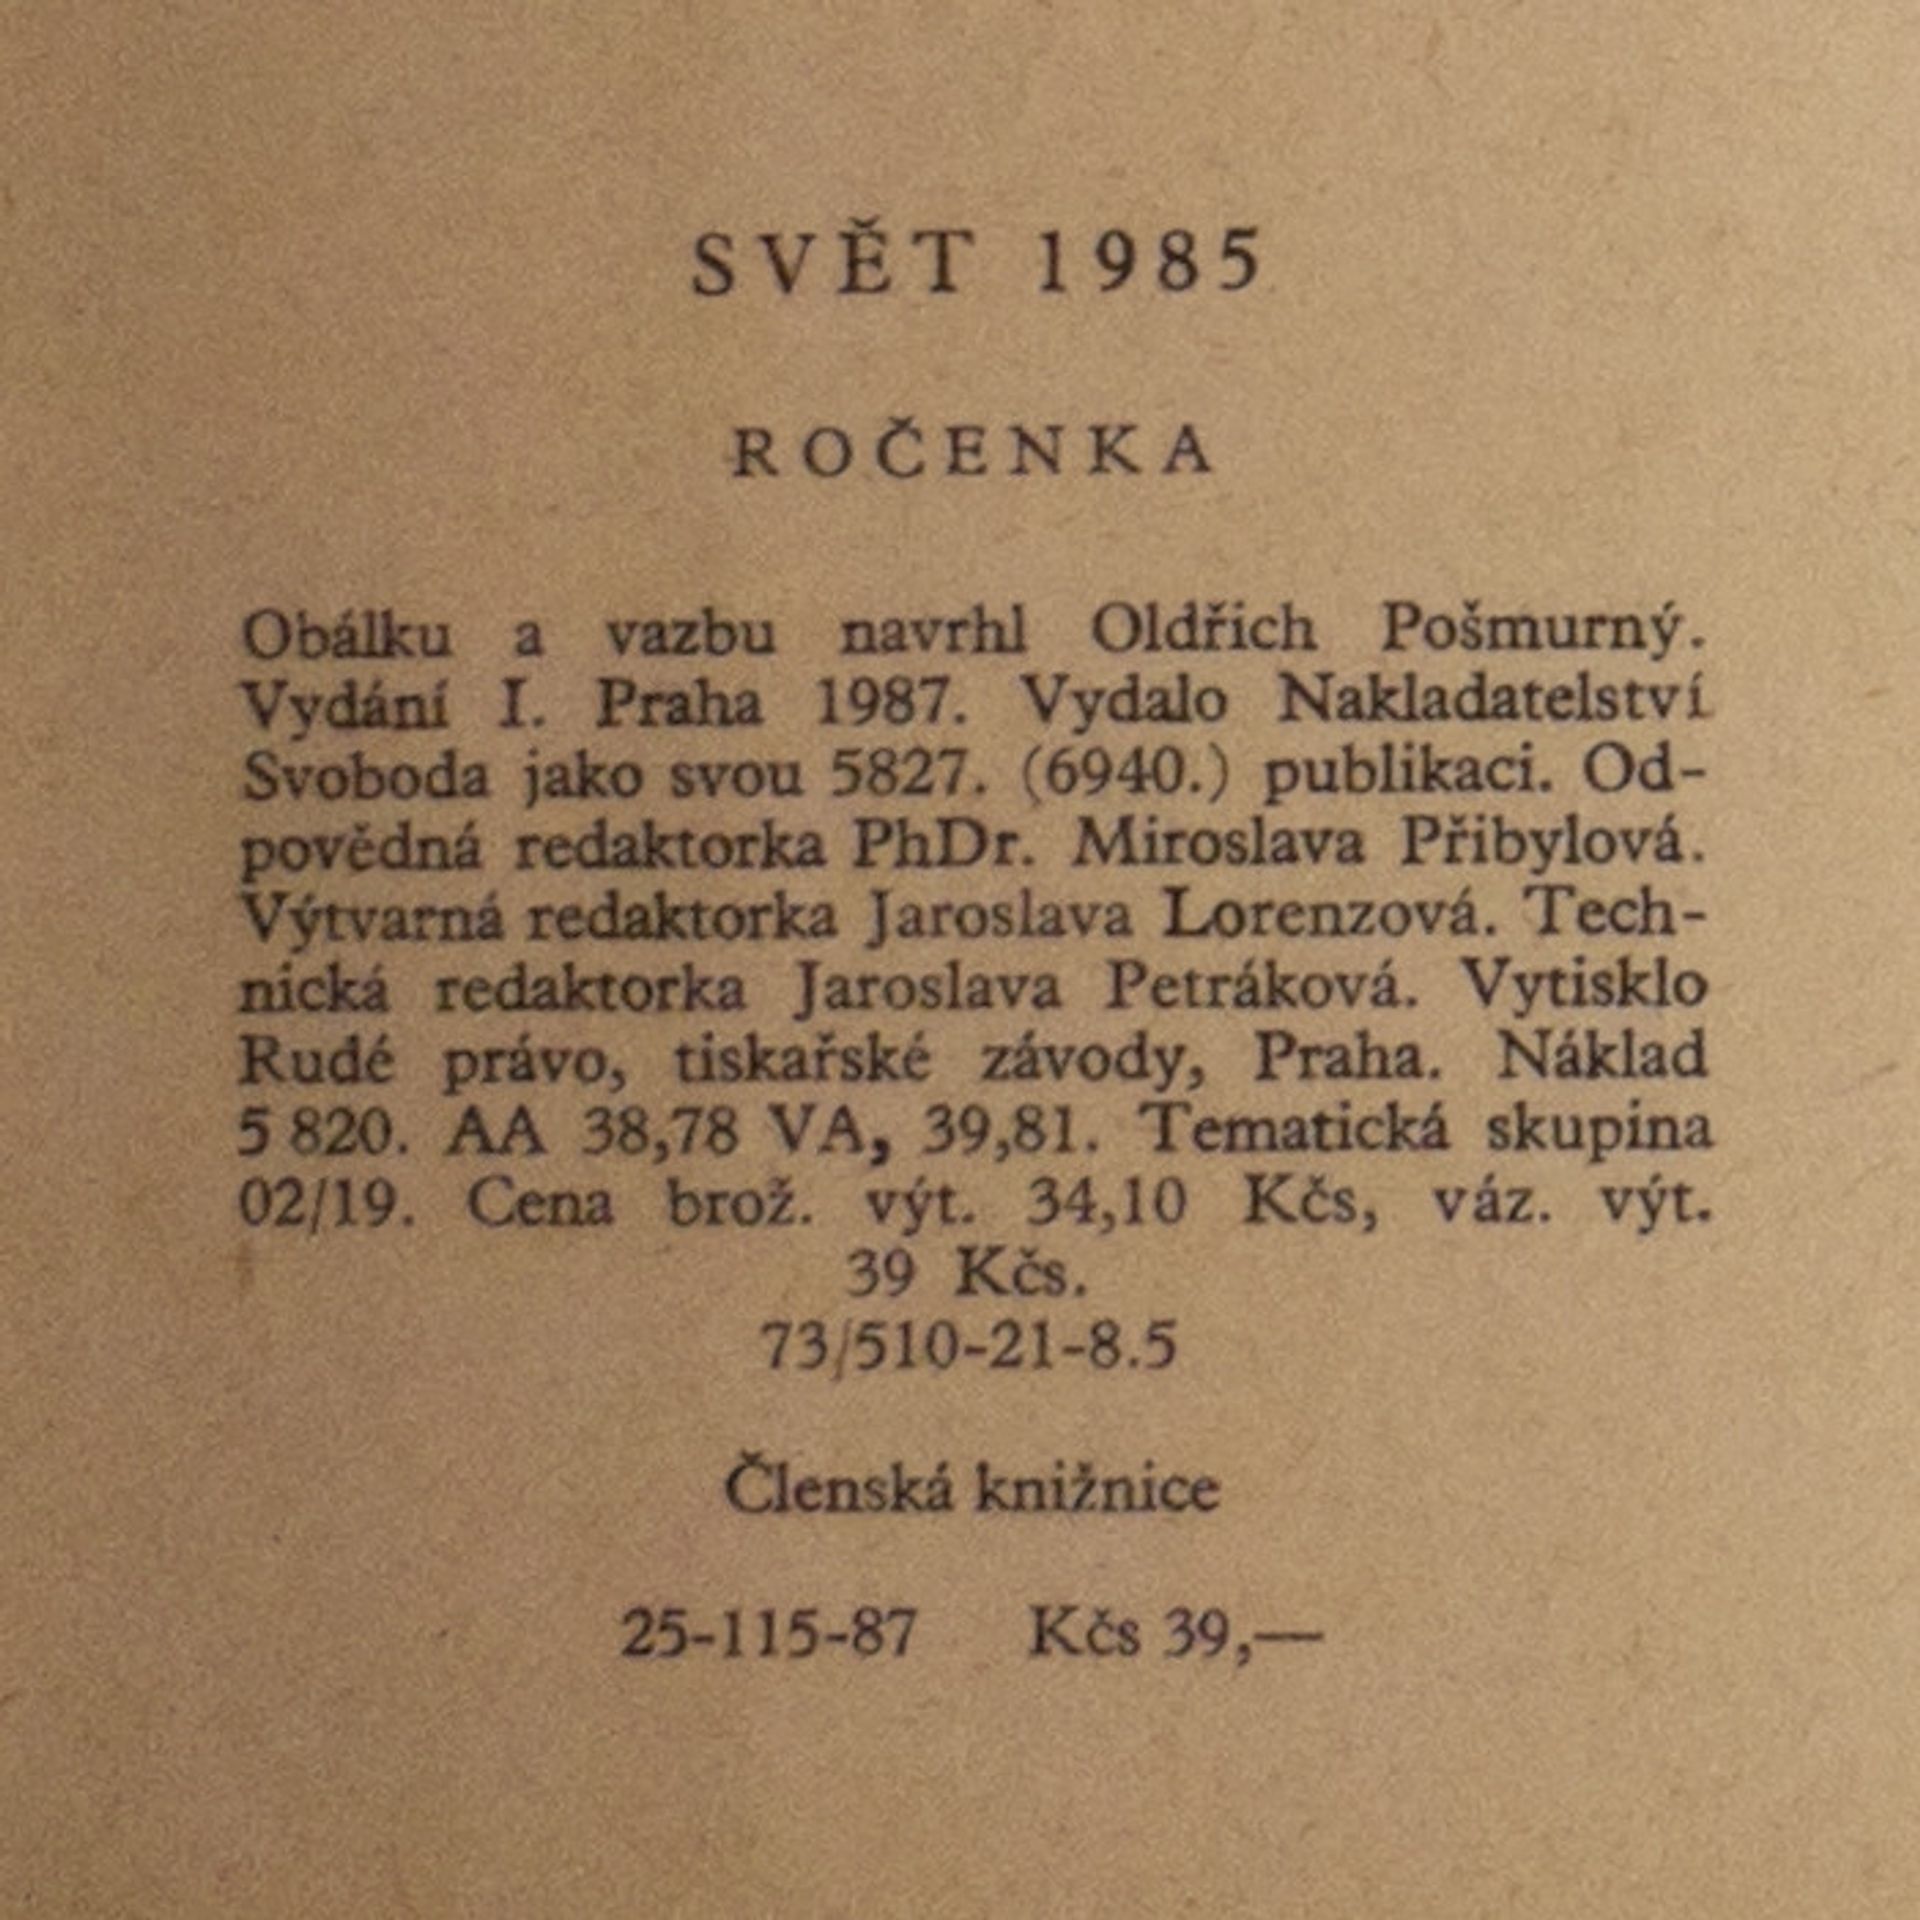 SVĚT 1985
ROČENKA
Obálku a vazbu navrhl Oldřich Pošmurný.
Vydání I. Praha 1987. Vydalo Nakladatelství
Svoboda jako svou 5827. (6940.) publikaci. Od-
povědná redaktorka PhDr. Miroslava Přibylová.
Výtvarná redaktorka Jaroslava Lorenzová. Tech-
nická redaktorka Jaroslava Petráková. Vytisklo
Rudé právo, tiskařské závody, Praha. Náklad
5 820. AA 38,78 VA, 39,81. Tematická skupina
02/19. Cena brož. výt. 34,10 Kčs, váz. výt.
39 Kčs.
73/510-21-8.5
Členská knižnice
25-115-87 Kčs 39,—